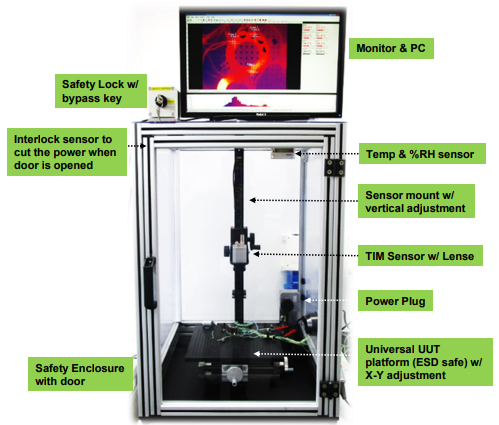 Monitor & PC
Safety Lock w/
bypass key
Interlock sensor to
cut the power when
door is opened
Temp & %RH sensor
Sensor mount w/
vertical adjustment
TIM Sensor w/ Lense
Power Plug
Universal UUT
platform (ESD safe) w/
X-Y adjustment
Safety Enclosure
with door